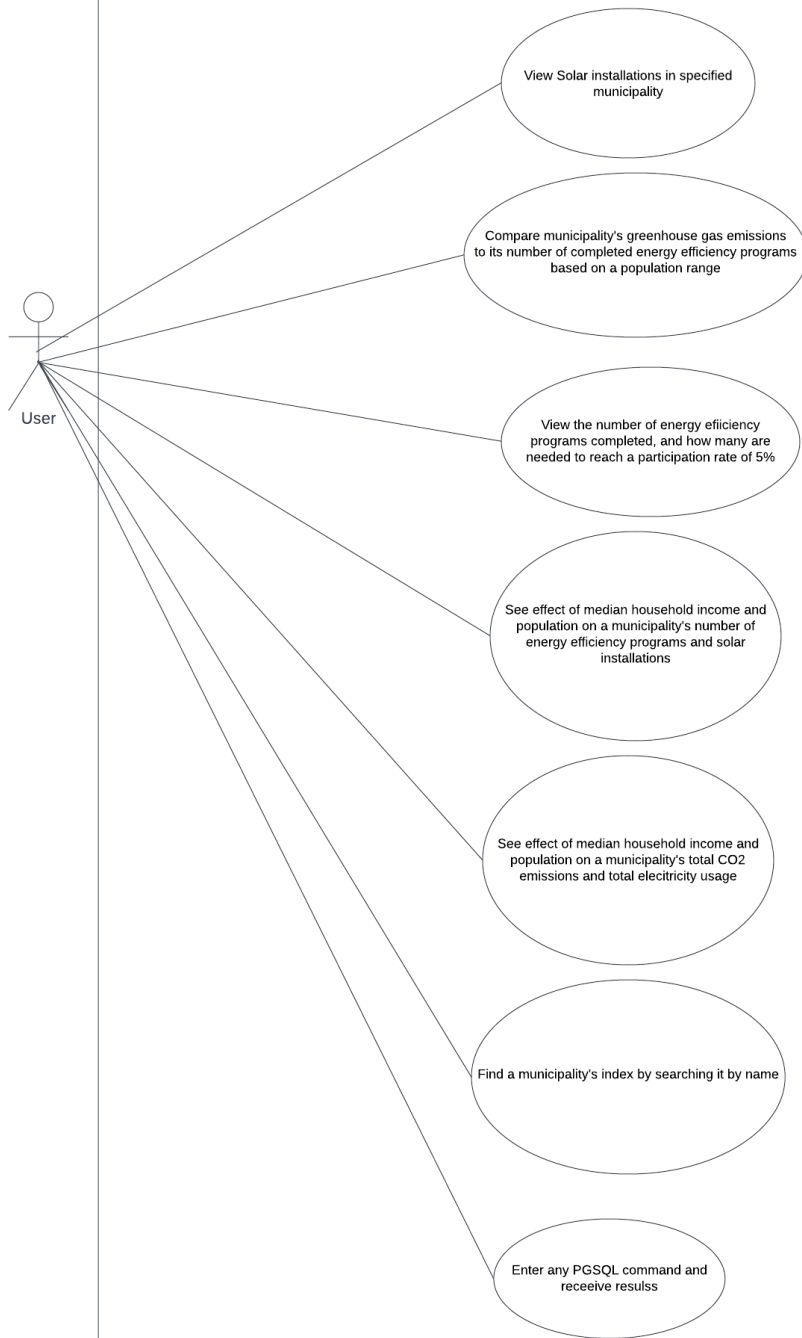 View Solar installations in specified
municipality
Compare municipality's greenhouse gas emissions
to its number of completed energy efficiency programs
based on a population range
User
View the number of energy efiiciency
programs completed, and how many are
needed to reach a participation rate of 5%
See effect of median household income and
population on a municipality's number of
energy efficiency programs and solar
installations
See effect of median household income and
population on a municipality's total CO2
emissions and total elecitricity usage
Find a municipality's index by searching it by name
Enter any PGSQL command and
receeive resulss